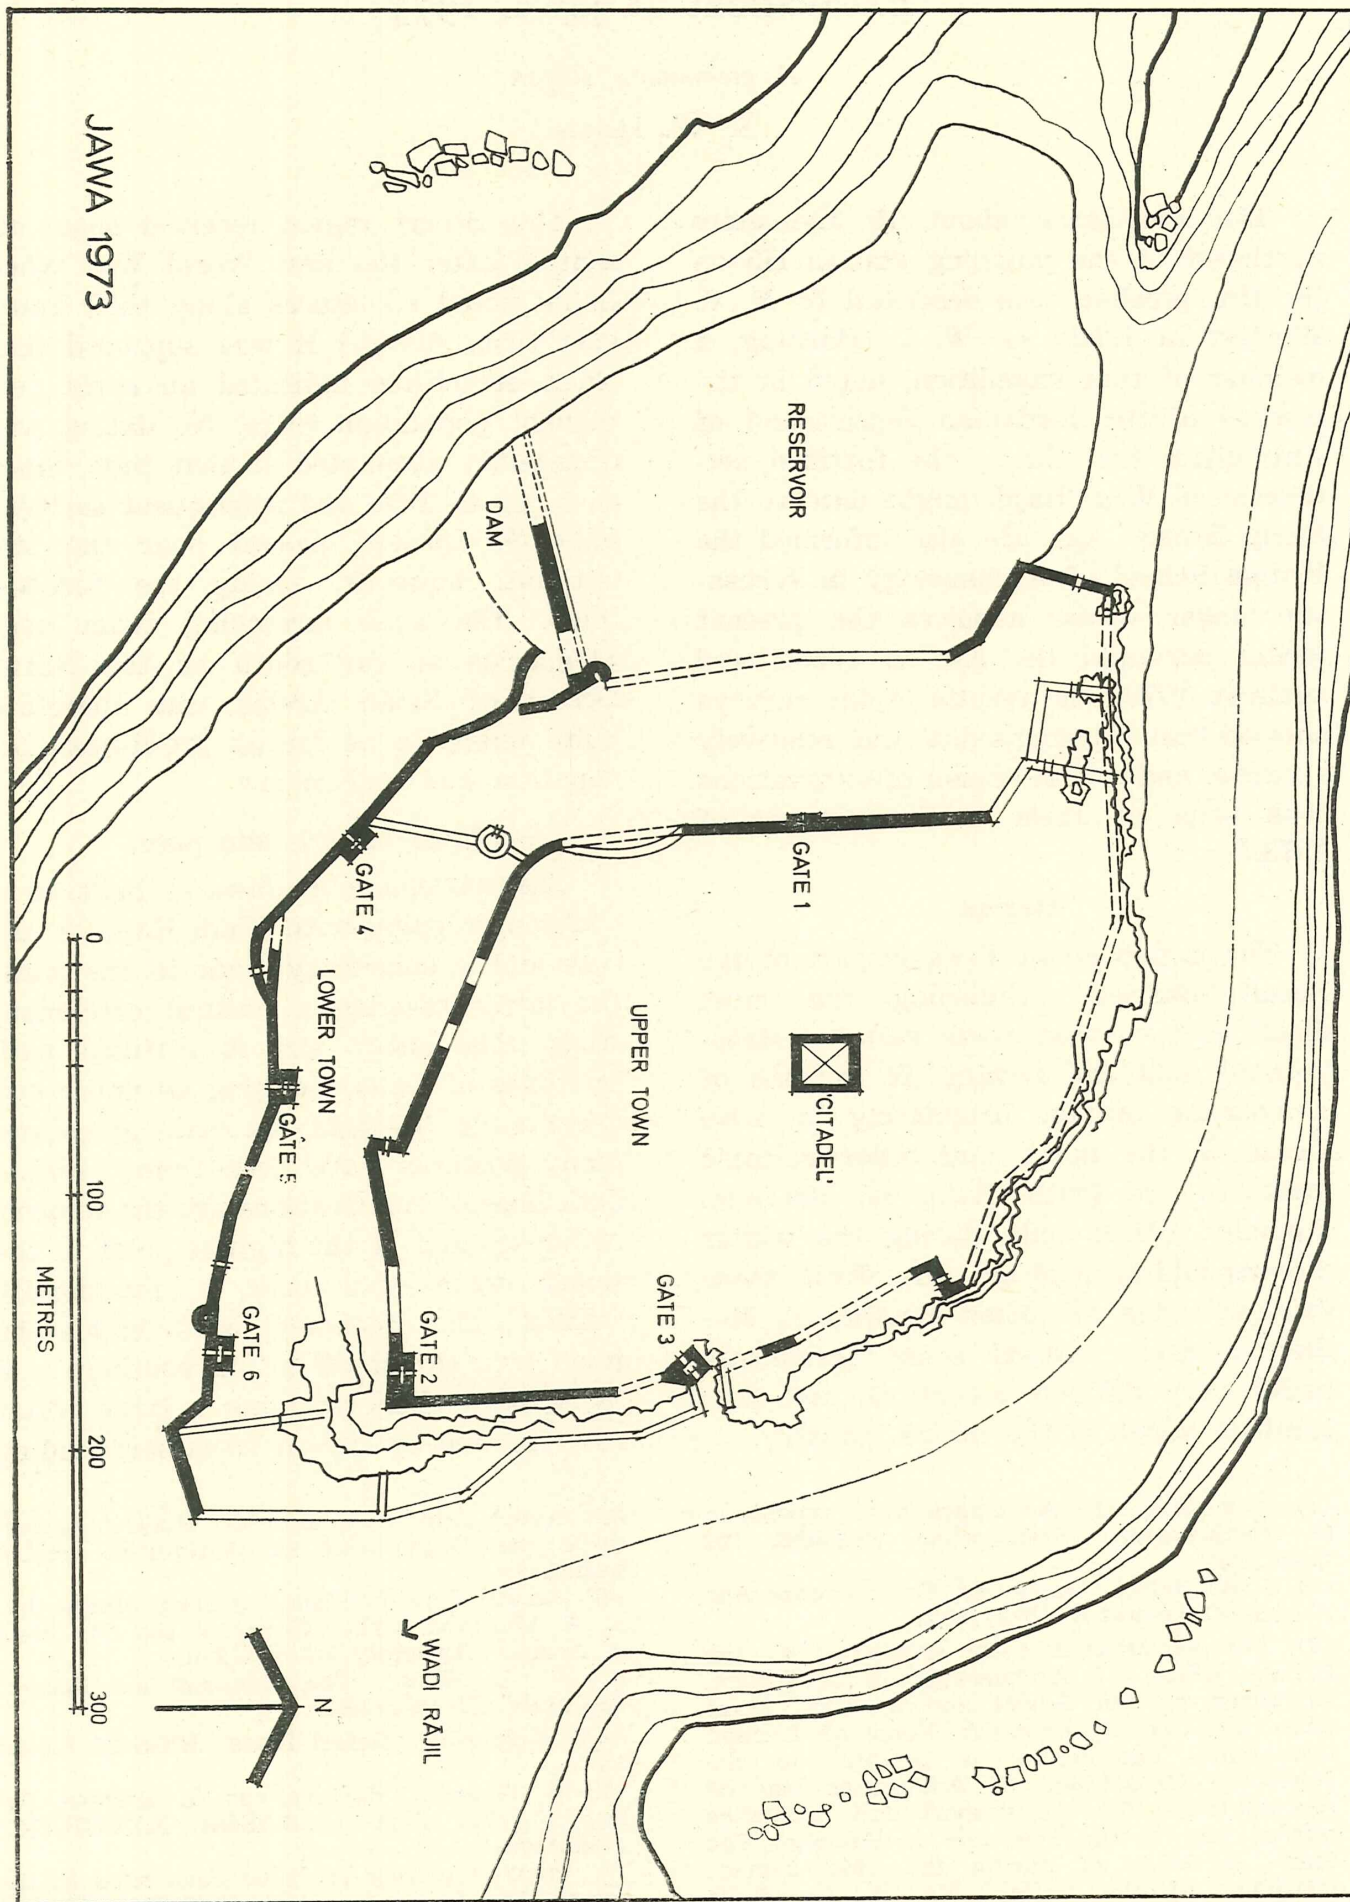 RESERVOIR
DAM
GATE 1
'CITADEL'
UPPER TOWN
GATE 3
GATE 4
LOWER TOWN
GATE 5
GATE 2
GATE 6
WADI RĀJIL
N
JAWA 1973
0 100 200 300
METRES